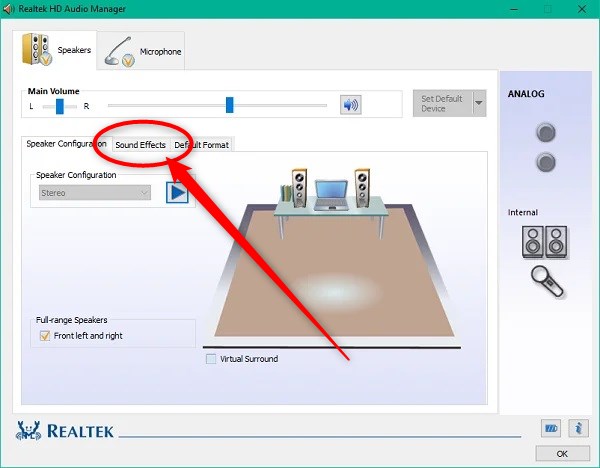 Realtek HD Audio Manager
Speakers
Microphone
Main Volume
L
R
Set Default
Device
ANALOG
Speaker Configuration
Sound Effects
Default Format
Speaker Configuration
Stereo
Internal
Full-range Speakers
Front left and right
Virtual Surround
REALTEK
OK